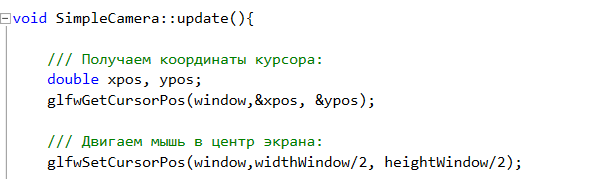 void SimpleCamera::update(){
/// Получаем координаты курсора:
double xpos, ypos;
glfwGetCursorPos(window,&xpos, &ypos);
/// Двигаем мышь в центр экрана:
glfwSetCursorPos(window,widthWindow/2, heightWindow/2);